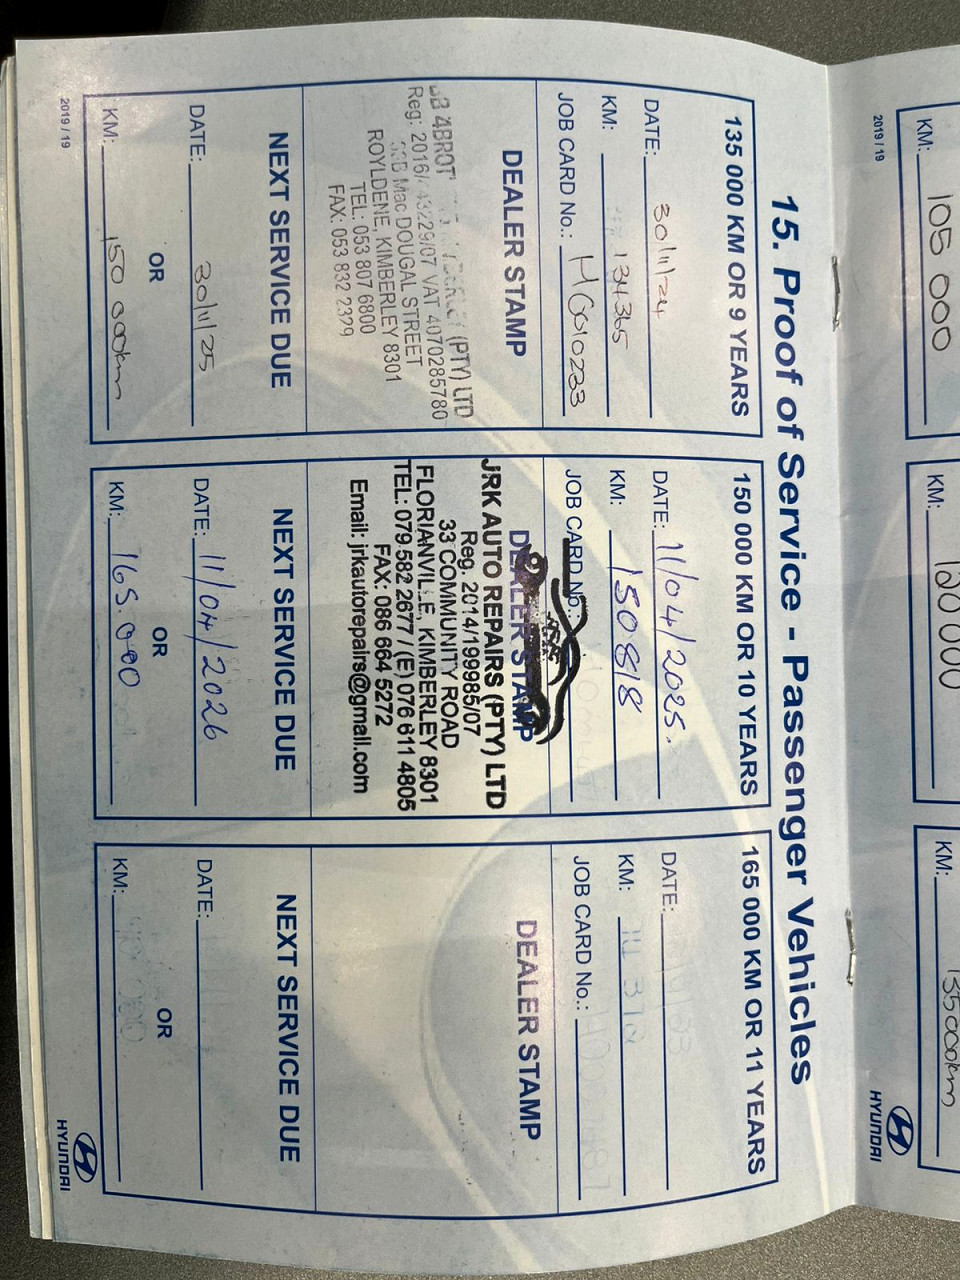 15. Proof of Service - Passenger Vehicles
135 000 KM OR 9 YEARS
DATE: 30/11/24
KM: 134365
JOB CARD No.:
DEALER STAMP
(PTY) LTD
VAT 4070285780
Mac DOUGAL STREET
ROYLDENE, KIMBERLEY 8301
TEL: 053 807 6800
FAX: 053 832 2329
NEXT SERVICE DUE
DATE: 30/11/25
OR
KM: 150 000km
2019 / 19
150 000 KM OR 10 YEARS
DATE: 11/04/2025.
KM: 150818
JOB CARD No.:
DEALER STAMP
JRK AUTO REPAIRS (PTY) LTD
Reg. 2014/199985/07
33 COMMUNITY ROAD
FLORIANVILLE, KIMBERLEY 8301
TEL: 079 582 2677 / (E) 076 611 4805
FAX: 086 664 5272
Email: jrkautorepairs@gmail.com
NEXT SERVICE DUE
DATE: 11/04/2026
OR
KM: 165.000
165 000 KM OR 11 YEARS
DATE:
KM:
JOB CARD No.:
DEALER STAMP
NEXT SERVICE DUE
DATE:
OR
KM:
HYUNDAI
KM: 105 000
2019 / 19
KM: 120 000
KM: 135000km
HYUNDAI